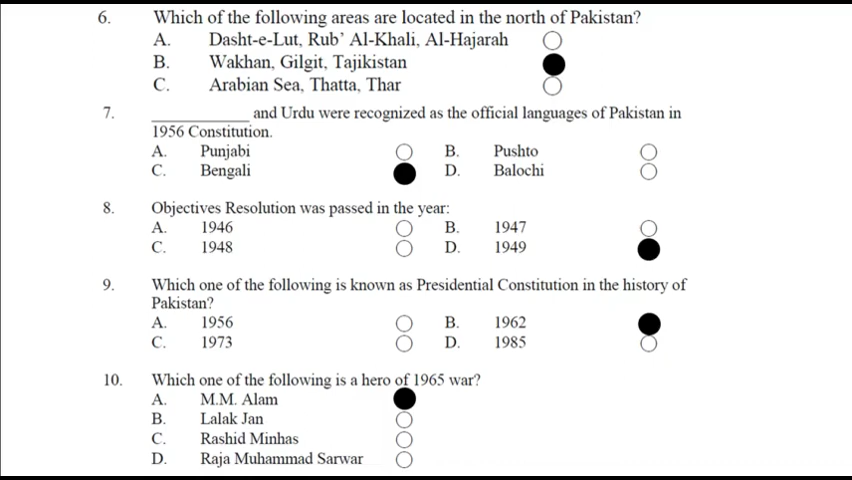 6. Which of the following areas are located in the north of Pakistan?
A. Dasht-e-Lut, Rub’ Al-Khali, Al-Hajarah
B. Wakhan, Gilgit, Tajikistan
C. Arabian Sea, Thatta, Thar
7. ____________ and Urdu were recognized as the official languages of Pakistan in
1956 Constitution.
A. Punjabi B. Pushto
C. Bengali D. Balochi
8. Objectives Resolution was passed in the year:
A. 1946 B. 1947
C. 1948 D. 1949
9. Which one of the following is known as Presidential Constitution in the history of
Pakistan?
A. 1956 B. 1962
C. 1973 D. 1985
10. Which one of the following is a hero of 1965 war?
A. M.M. Alam
B. Lalak Jan
C. Rashid Minhas
D. Raja Muhammad Sarwar